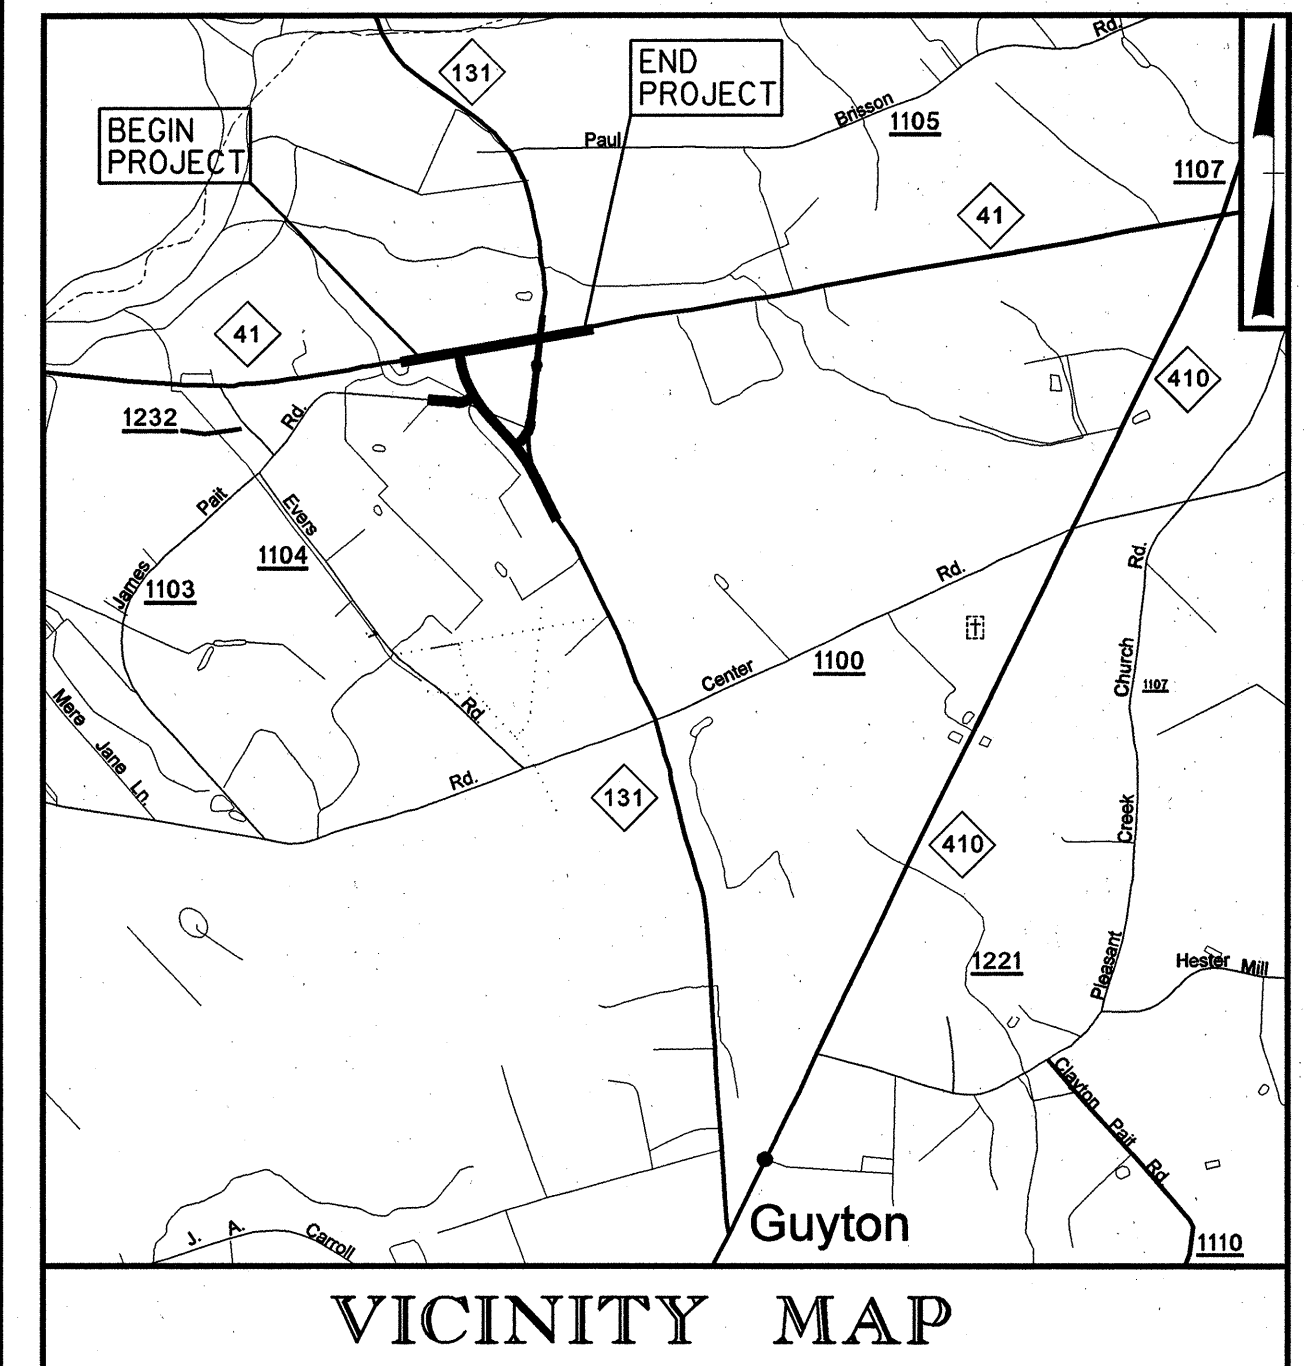 Rd.
131
END
PROJECT
BEGIN
PROJECT
Brisson
1105
Paul
1107
41
41
410
1232
Rd.
Pait
Evers
1104
James
1103
Rd.
Rd.
Church
1107
1100
Center
Mere
Jane
Ln.
Rd.
Rd.
131
410
Creek
Pleasant
1221
Hester Mill
Clayton
Pait
Rd.
Guyton
J. A.
Carroll
1110
VICINITY MAP